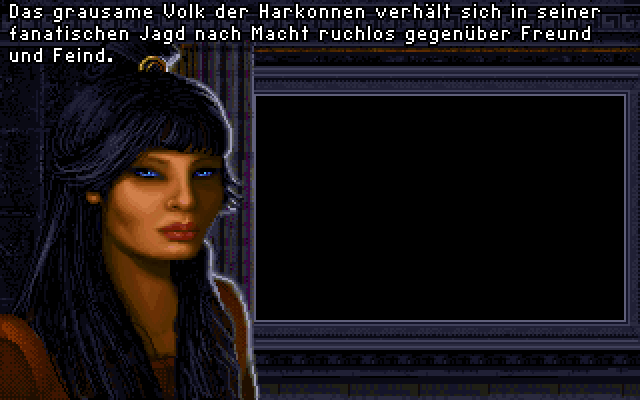 Das grausame Volk der Harkonnen verhält sich in seiner
fanatischen Jagd nach Macht ruchlos gegenüber Freund
und Feind.